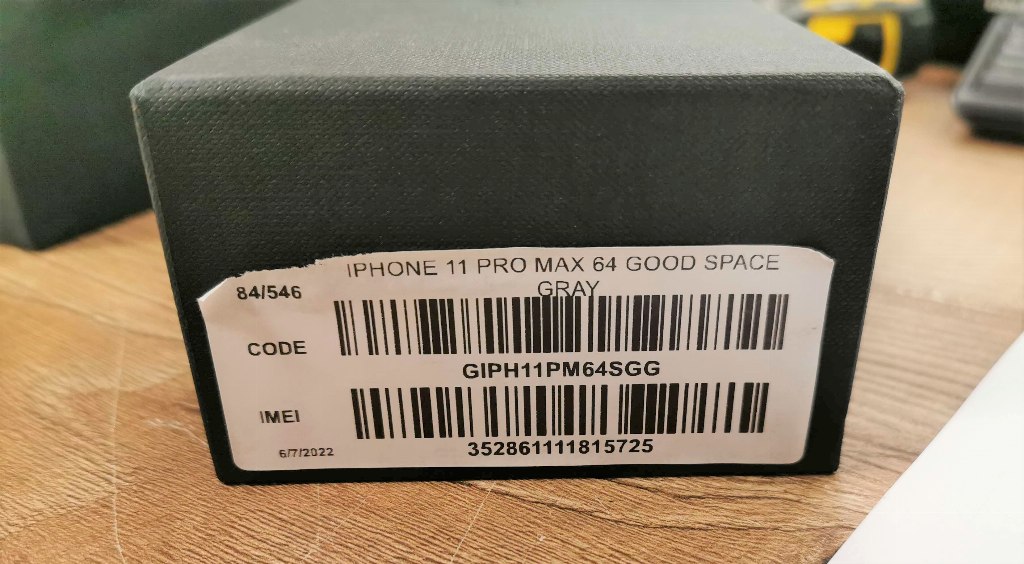 IPHONE 11 PRO MAX 64 GOOD SPACE
GRAY
84/546
CODE
GIPH11PM64SGG
IMEI
352861111815725
6/7/2022